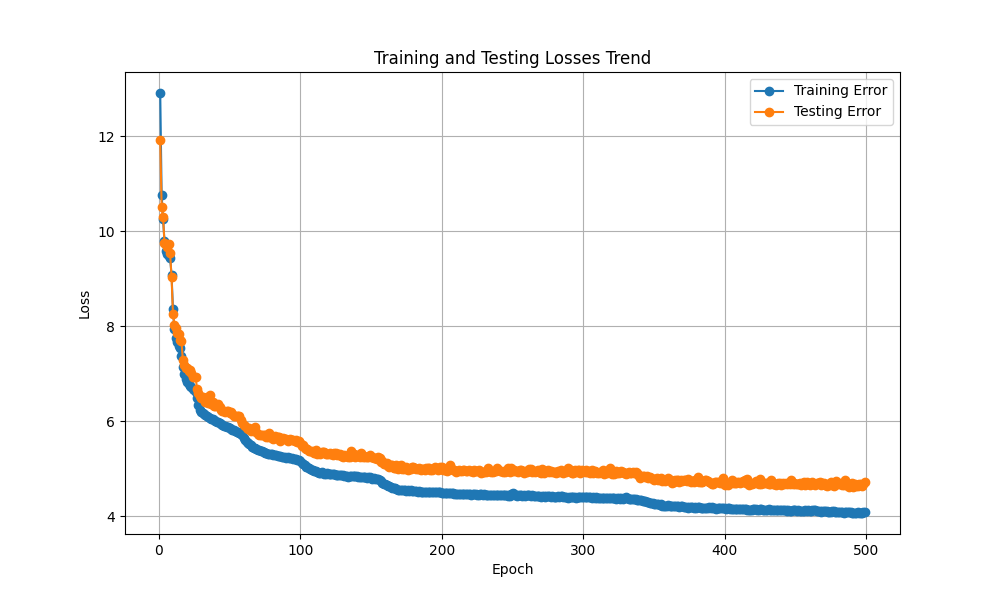 Training and Testing Losses Trend
Training Error
Testing Error
12
10
8
6
4
Loss
0 100 200 300 400 500
Epoch